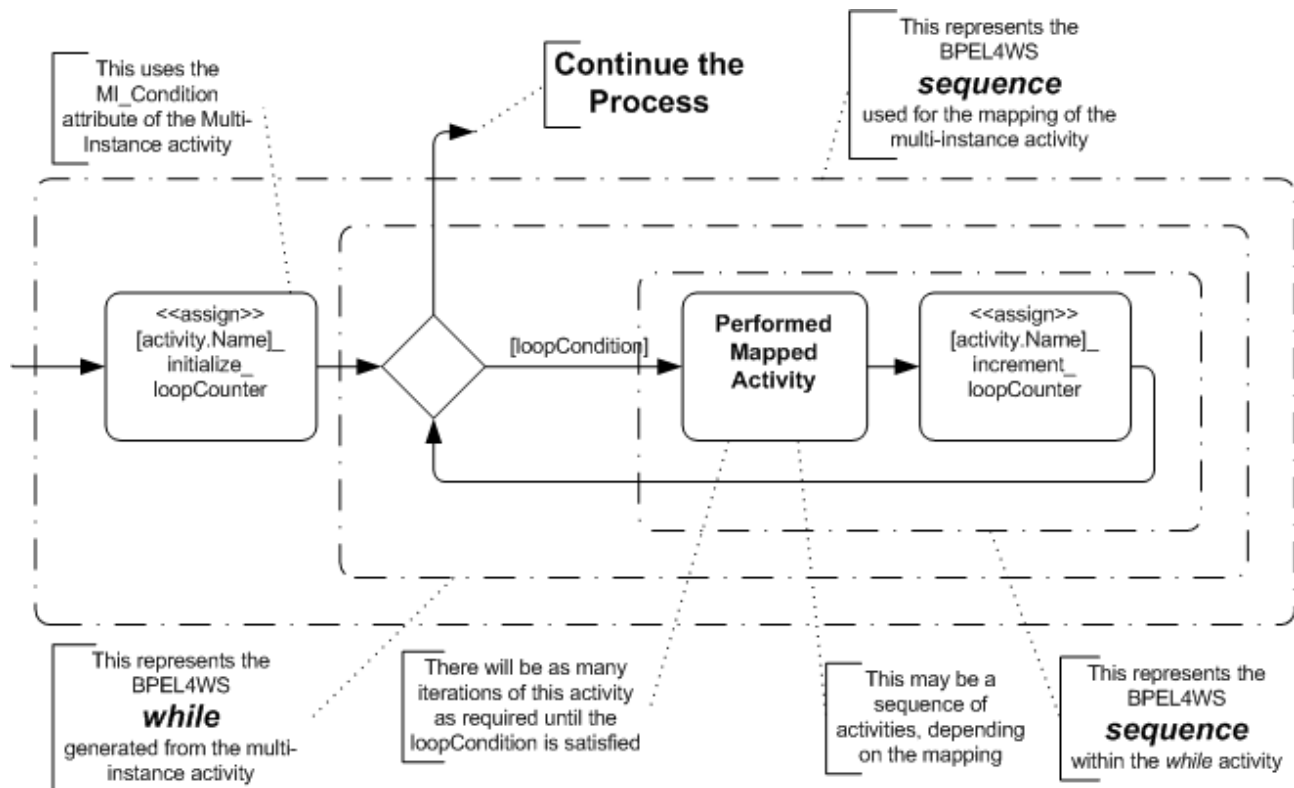 This uses the
MI_Condition
attribute of the Multi-
Instance activity
Continue the
Process
This represents the
BPEL4WS
sequence
used for the mapping of the
multi-instance activity
<<assign>>
[activity.Name]_
initialize_
loopCounter
[loopCondition]
Performed
Mapped
Activity
<<assign>>
[activity.Name]_
increment_
loopCounter
This represents the
BPEL4WS
while
generated from the multi-
instance activity
There will be as many
iterations of this activity
as required until the
loopCondition is satisfied
This may be a
sequence of
activities, depending
on the mapping
This represents the
BPEL4WS
sequence
within the while activity